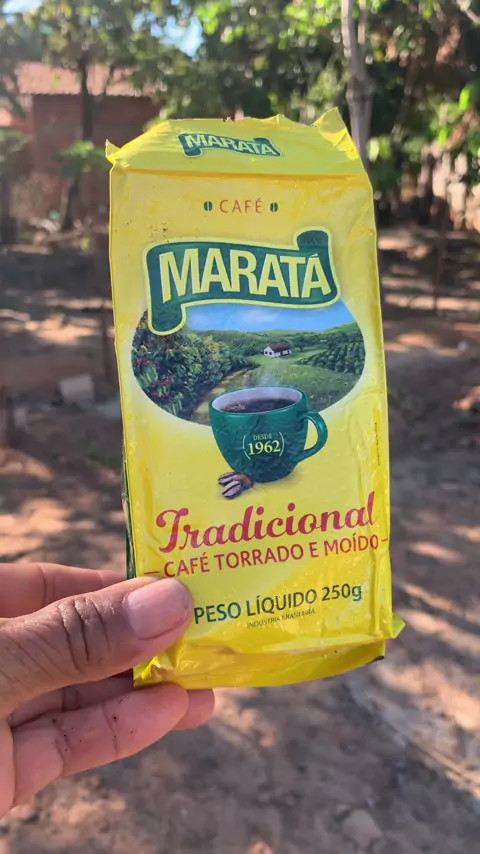 MARATÁ
CAFÉ
MARATÁ
DESDE
1962
Tradicional
CAFÉ TORRADO E MOÍDO
PESO LÍQUIDO 250g
INDÚSTRIA BRASILEIRA